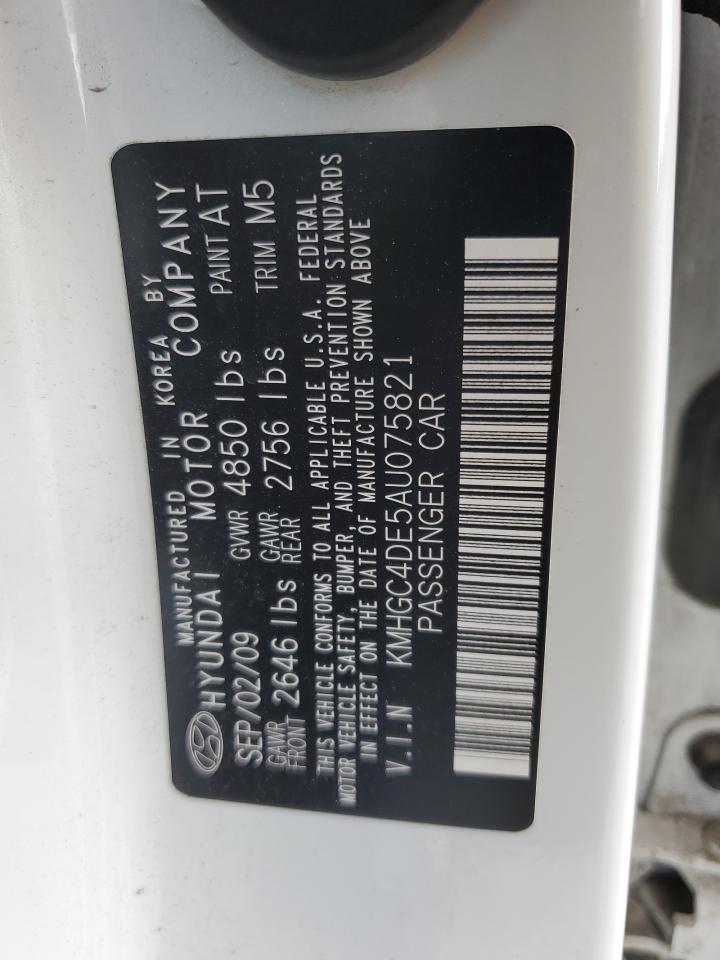 MANUFACTURED IN KOREA BY
HYUNDAI MOTOR COMPANY
SEP/02/09 GVWR 4850 lbs PAINT AT
GAWR FRONT 2646 lbs GAWR REAR 2756 lbs TRIM M5
THIS VEHICLE CONFORMS TO ALL APPLICABLE U.S.A. FEDERAL
MOTOR VEHICLE SAFETY, BUMPER, AND THEFT PREVENTION STANDARDS
IN EFFECT ON THE DATE OF MANUFACTURE SHOWN ABOVE
V.I.N KMHGC4DE5AU075821
PASSENGER CAR